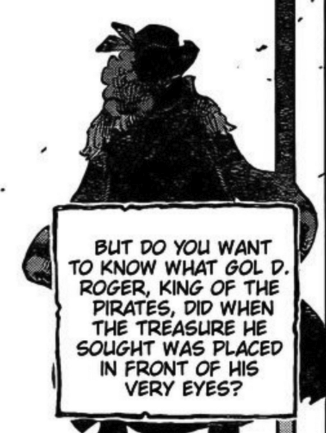 BUT DO YOU WANT
TO KNOW WHAT GOL D.
ROGER, KING OF THE
PIRATES, DID WHEN
THE TREASURE HE
SOUGHT WAS PLACED
IN FRONT OF HIS
VERY EYES?